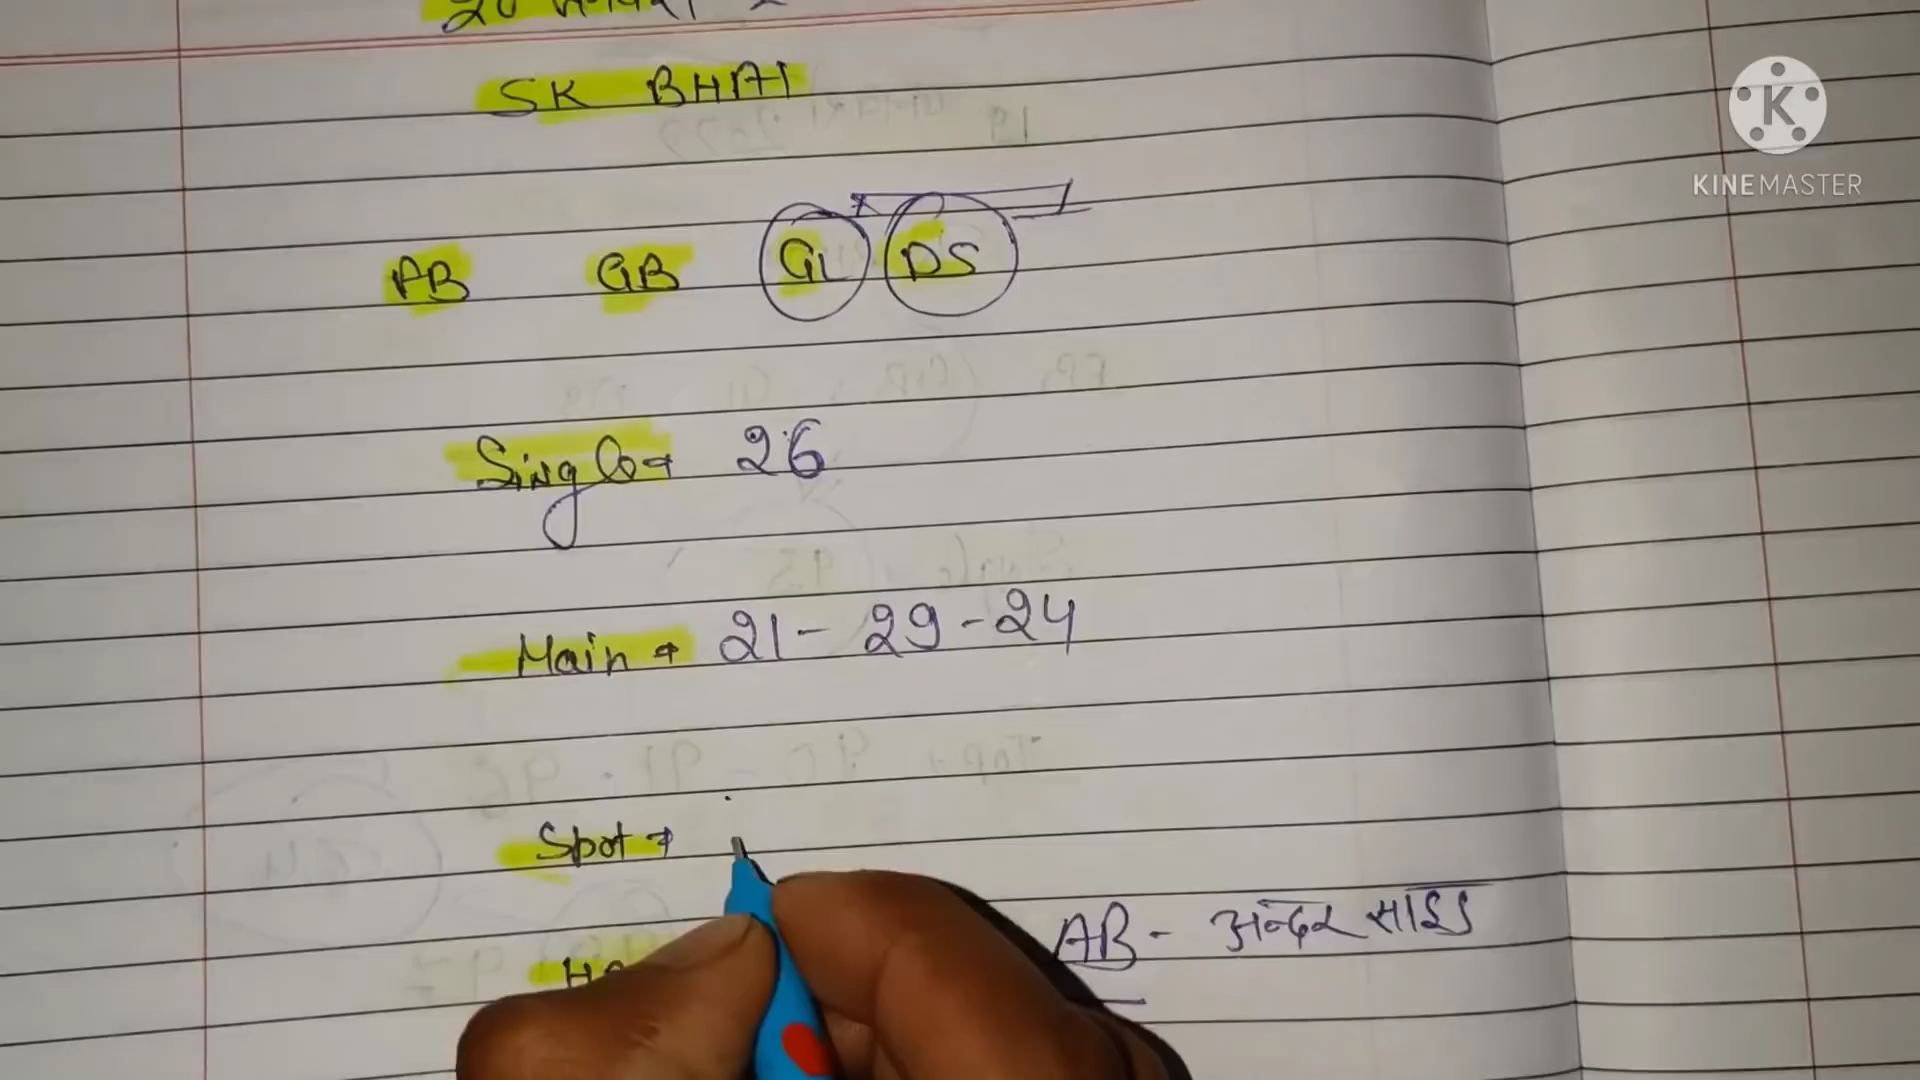 SK BHAI
FB GB GL DS
Single → 26
Main → 21 - 29 - 24
Spot →
AB - अन्दर साइड
KINEMASTER